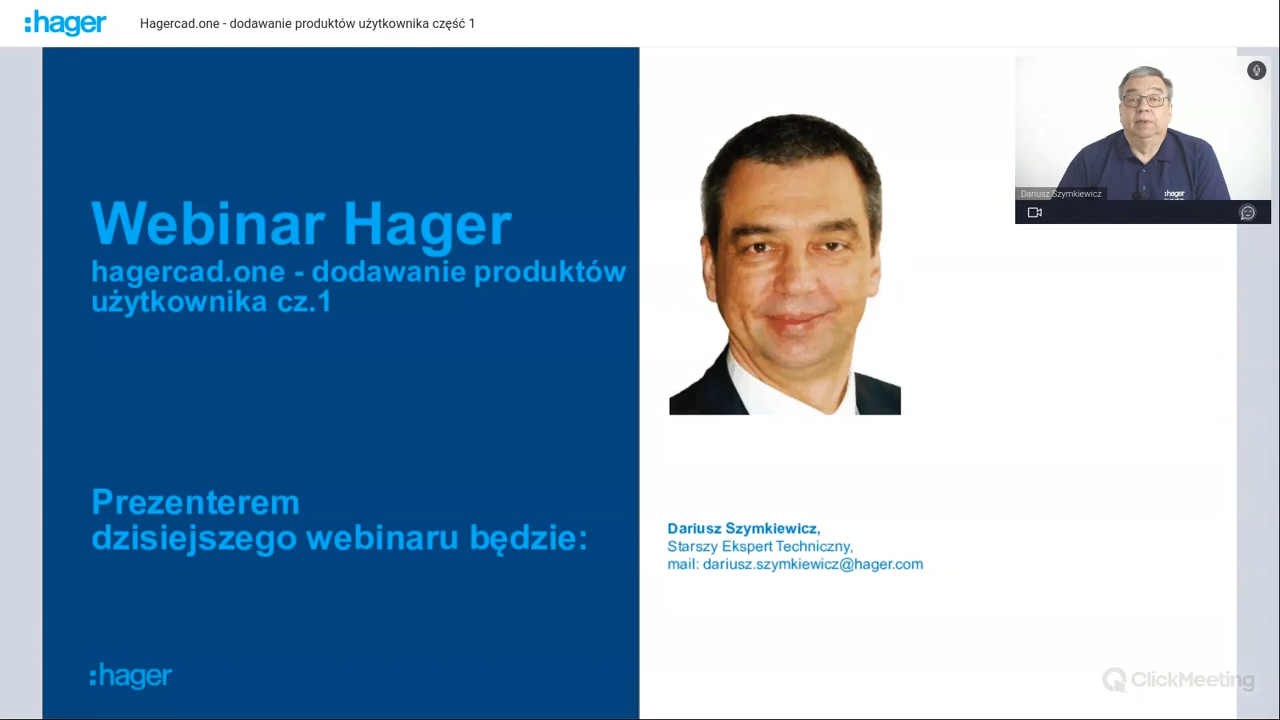 :hager
Hagercad.one - dodawanie produktów użytkownika część 1
Webinar Hager
hagercad.one - dodawanie produktów
użytkownika cz.1
Prezenterem
dzisiejszego webinaru będzie:
:hager
Dariusz Szymkiewicz
:hager
Dariusz Szymkiewicz,
Starszy Ekspert Techniczny,
mail: dariusz.szymkiewicz@hager.com
ClickMeeting